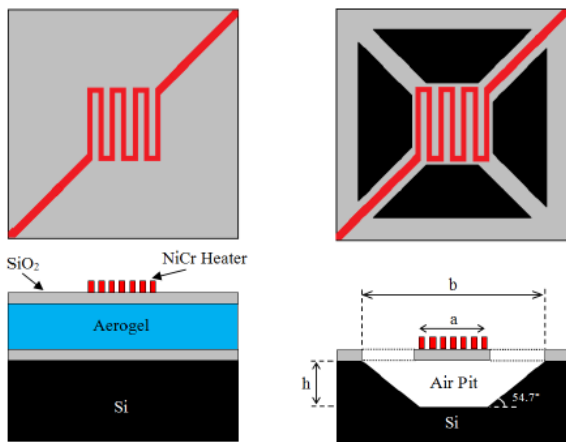 SiO₂
NiCr Heater
Aerogel
Si
b
a
h
Air Pit
54.7°
Si